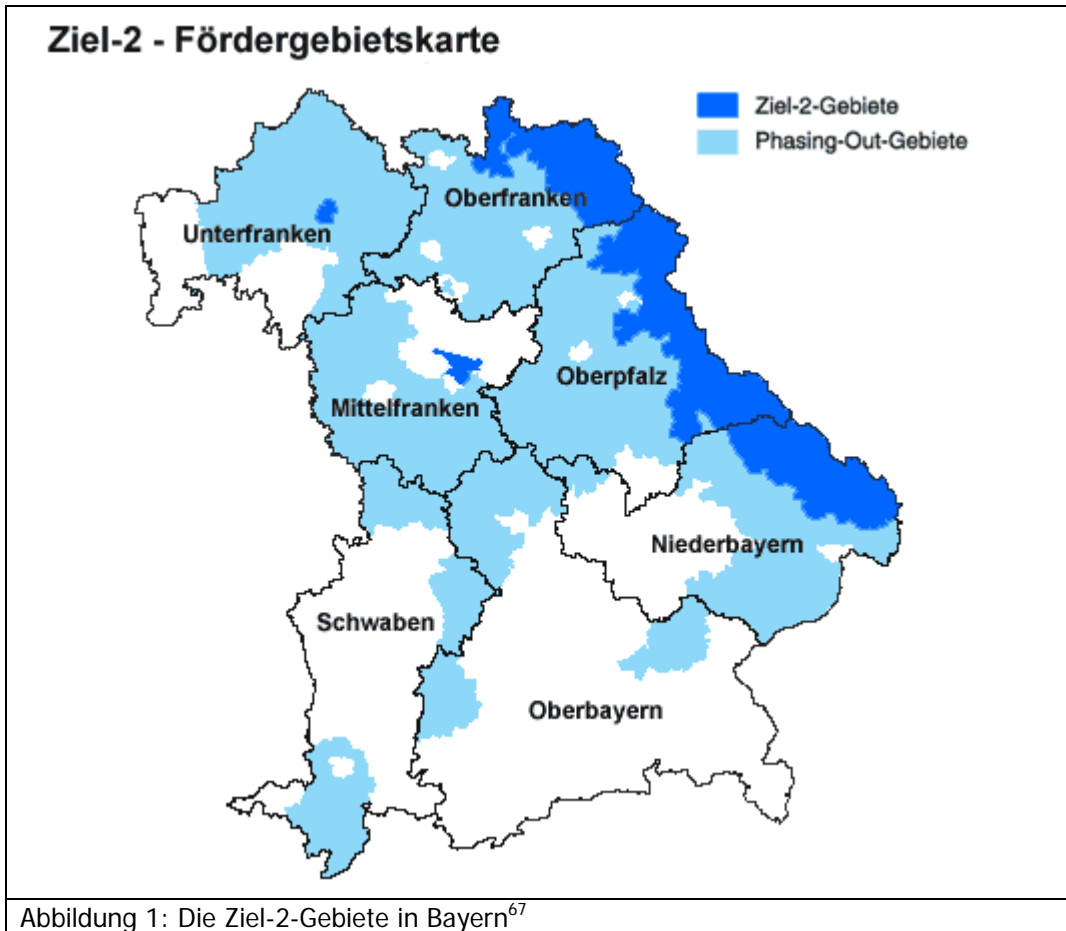 Ziel-2 - Fördergebietskarte
Ziel-2-Gebiete
Phasing-Out-Gebiete
Oberfranken
Unterfranken
Oberpfalz
Mittelfranken
Niederbayern
Schwaben
Oberbayern
Abbildung 1: Die Ziel-2-Gebiete in Bayern67